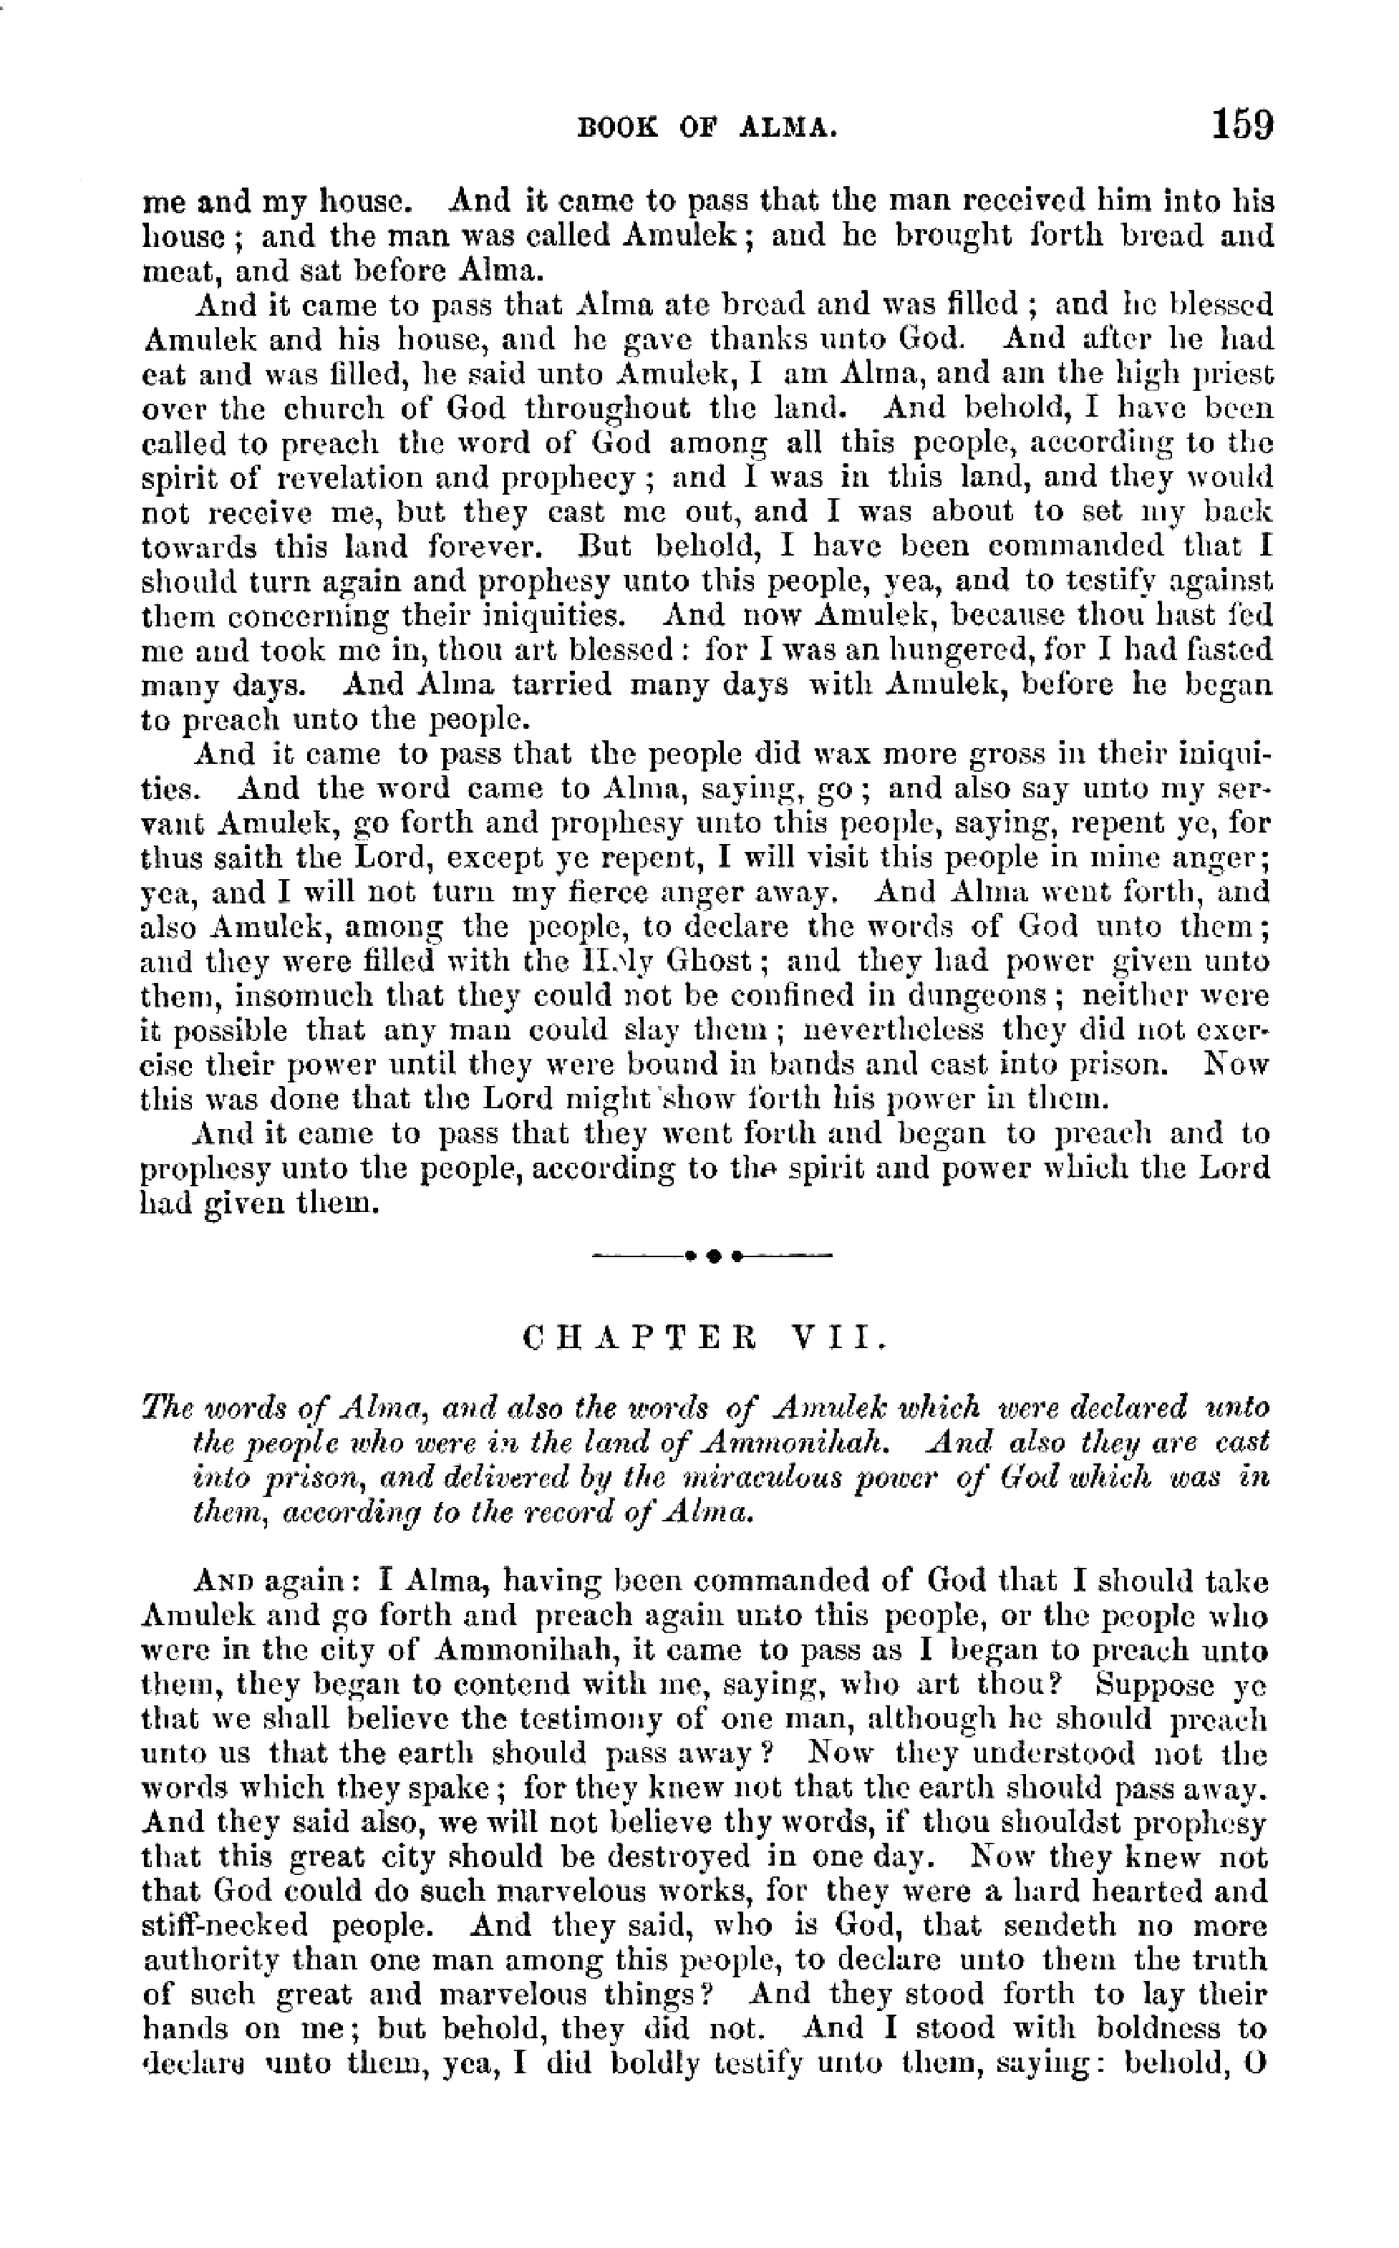 BOOK OF ALMA. 159
me and my house. And it came to pass that the man received him into his
house; and the man was called Amulek; and he brought forth bread and
meat, and sat before Alma.
And it came to pass that Alma ate bread and was filled; and he blessed
Amulek and his house, and he gave thanks unto God. And after he had
eat and was filled, he said unto Amulek, I am Alma, and am the high priest
over the church of God throughout the land. And behold, I have been
called to preach the word of God among all this people, according to the
spirit of revelation and prophecy; and I was in this land, and they would
not receive me, but they cast me out, and I was about to set my back
towards this land forever. But behold, I have been commanded that I
should turn again and prophesy unto this people, yea, and to testify against
them concerning their iniquities. And now Amulek, because thou hast fed
me and took me in, thou art blessed: for I was an hungered, for I had fasted
many days. And Alma tarried many days with Amulek, before he began
to preach unto the people.
And it came to pass that the people did wax more gross in their iniqui-
ties. And the word came to Alma, saying, go; and also say unto my ser-
vant Amulek, go forth and prophesy unto this people, saying, repent ye, for
thus saith the Lord, except ye repent, I will visit this people in mine anger;
yea, and I will not turn my fierce anger away. And Alma went forth, and
also Amulek, among the people, to declare the words of God unto them;
and they were filled with the Holy Ghost; and they had power given unto
them, insomuch that they could not be confined in dungeons; neither were
it possible that any man could slay them; nevertheless they did not exer-
cise their power until they were bound in bands and cast into prison. Now
this was done that the Lord might show forth his power in them.
And it came to pass that they went forth and began to preach and to
prophesy unto the people, according to the spirit and power which the Lord
had given them.
CHAPTER VII.
The words of Alma, and also the words of Amulek which were declared unto
the people who were in the land of Ammonihah. And also they are cast
into prison, and delivered by the miraculous power of God which was in
them, according to the record of Alma.
AND again: I Alma, having been commanded of God that I should take
Amulek and go forth and preach again unto this people, or the people who
were in the city of Ammonihah, it came to pass as I began to preach unto
them, they began to contend with me, saying, who art thou? Suppose ye
that we shall believe the testimony of one man, although he should preach
unto us that the earth should pass away? Now they understood not the
words which they spake; for they knew not that the earth should pass away.
And they said also, we will not believe thy words, if thou shouldst prophesy
that this great city should be destroyed in one day. Now they knew not
that God could do such marvelous works, for they were a hard hearted and
stiff-necked people. And they said, who is God, that sendeth no more
authority than one man among this people, to declare unto them the truth
of such great and marvelous things? And they stood forth to lay their
hands on me; but behold, they did not. And I stood with boldness to
declare unto them, yea, I did boldly testify unto them, saying: behold, O